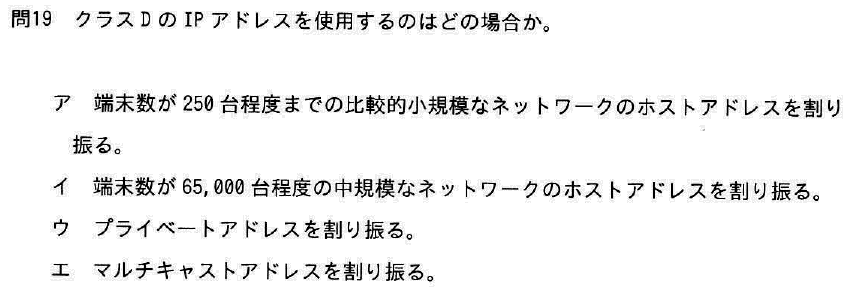 問19 クラスDのIPアドレスを使用するのはどの場合か。
ア 端末数が250台程度までの比較的小規模なネットワークのホストアドレスを割り
振る。
イ 端末数が65,000台程度の中規模なネットワークのホストアドレスを割り振る。
ウ プライベートアドレスを割り振る。
エ マルチキャストアドレスを割り振る。